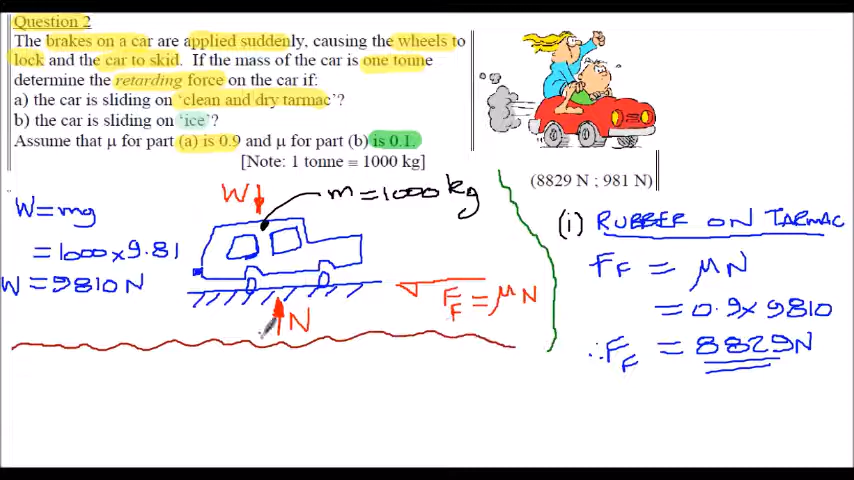 Question 2
The brakes on a car are applied suddenly, causing the wheels to
lock and the car to skid. If the mass of the car is one tonne
determine the retarding force on the car if:
a) the car is sliding on ‘clean and dry tarmac’?
b) the car is sliding on ‘ice’?
Assume that μ for part (a) is 0.9 and μ for part (b) is 0.1.
[Note: 1 tonne ≡ 1000 kg]
(8829 N ; 981 N)
W = mg
= 1000 x 9.81
W = 9810 N
W
m = 1000 kg
N
FF = μN
(i) RUBBER ON TARMAC
FF = μN
= 0.9 x 9810
∴ FF = 8829N